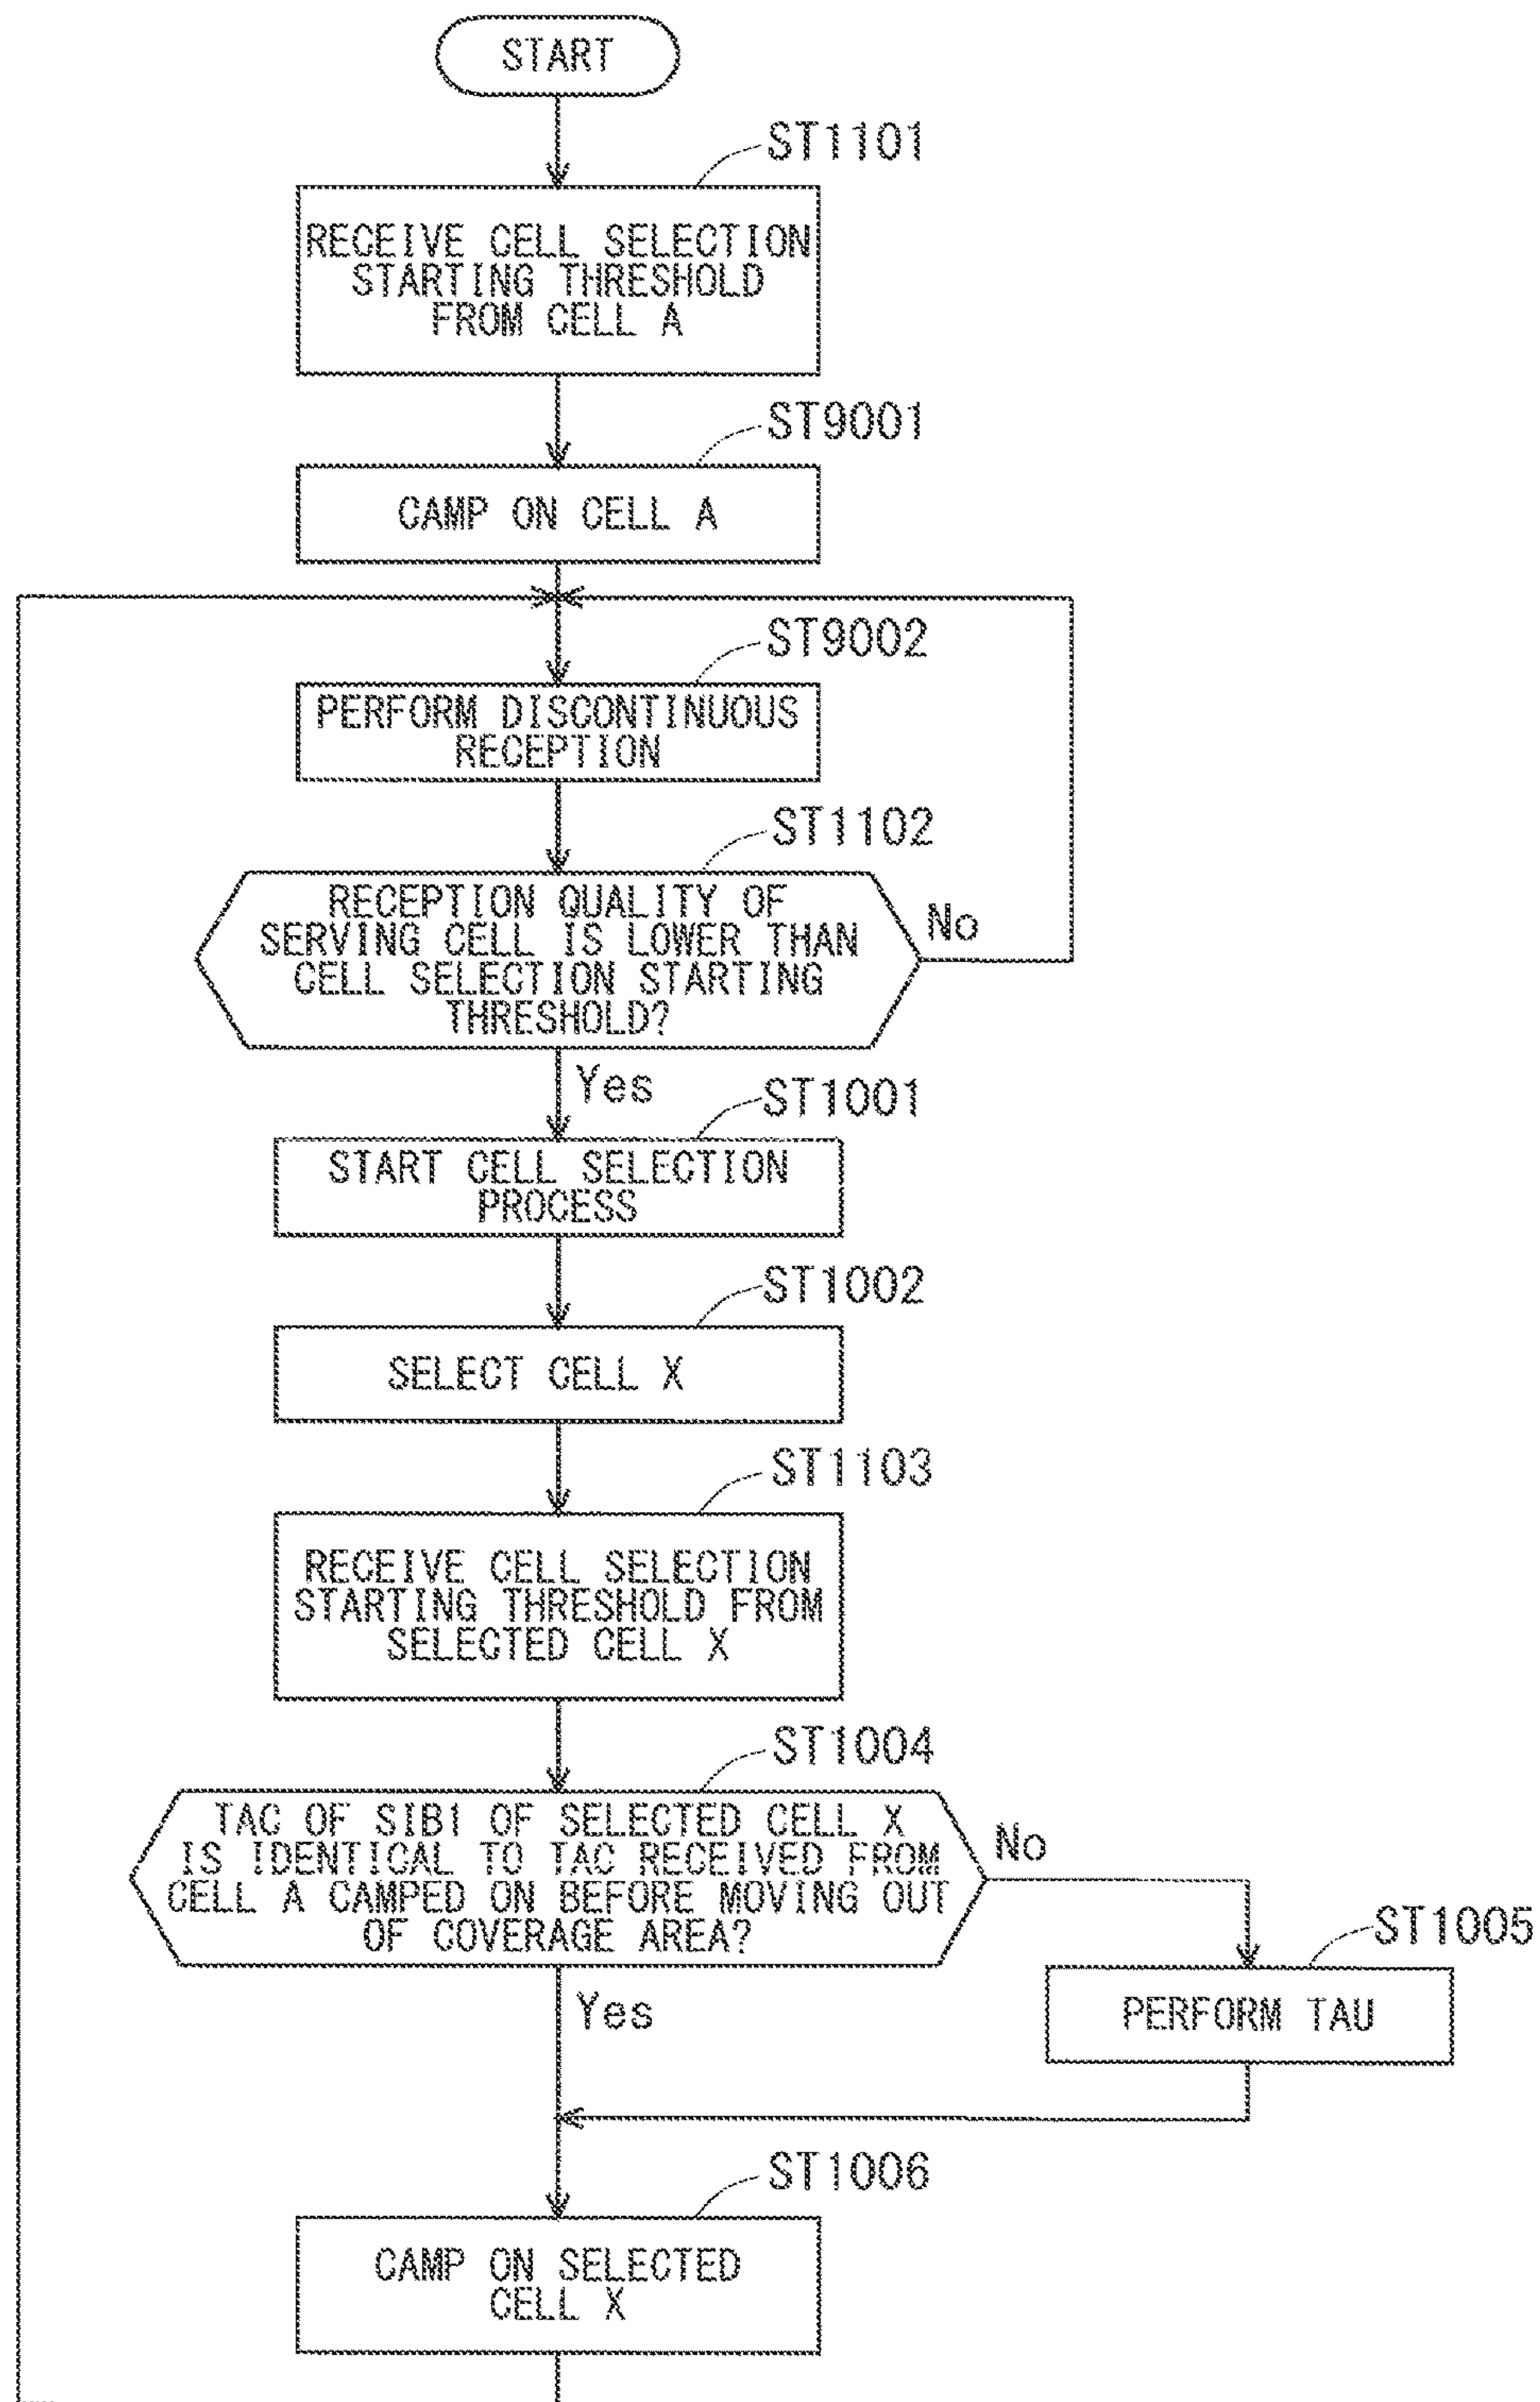 START
ST1101
RECEIVE CELL SELECTION
STARTING THRESHOLD
FROM CELL A
ST9001
CAMP ON CELL A
ST9002
PERFORM DISCONTINUOUS
RECEPTION
ST1102
RECEPTION QUALITY OF
SERVING CELL IS LOWER THAN
CELL SELECTION STARTING
THRESHOLD?
No
Yes
ST1001
START CELL SELECTION
PROCESS
ST1002
SELECT CELL X
ST1103
RECEIVE CELL SELECTION
STARTING THRESHOLD FROM
SELECTED CELL X
ST1004
TAC OF SIB1 OF SELECTED CELL X
IS IDENTICAL TO TAC RECEIVED FROM
CELL A CAMPED ON BEFORE MOVING OUT
OF COVERAGE AREA?
No
ST1005
PERFORM TAU
Yes
ST1006
CAMP ON SELECTED
CELL X